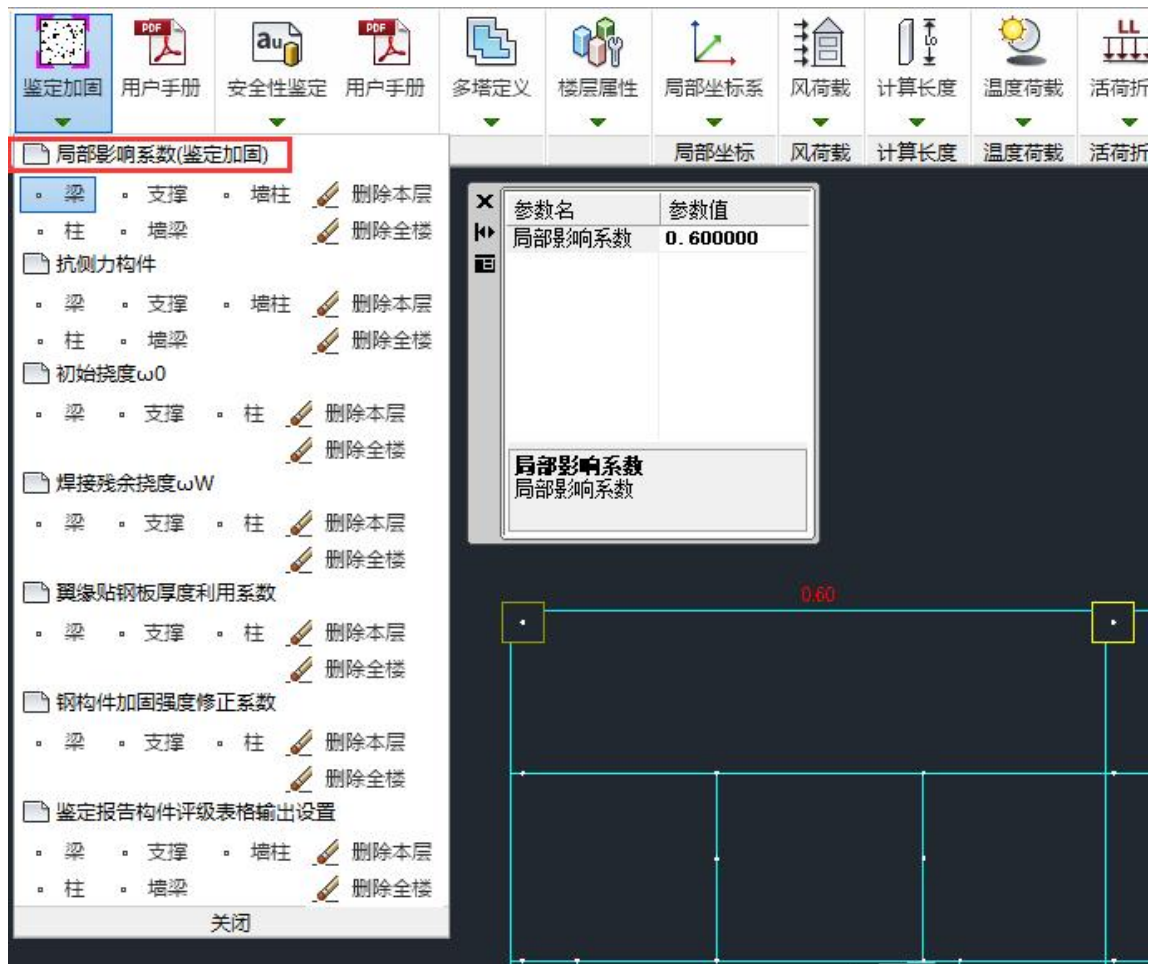 PDF PDF LL
au Lo
鉴定加固 用户手册 安全性鉴定 用户手册 多塔定义 楼层属性 局部坐标系 风荷载 计算长度 温度荷载 活荷折
局部影响系数(鉴定加固) 局部坐标 风荷载 计算长度 温度荷载 活荷折
梁 支撑 墙柱 删除本层
柱 墙梁 删除全楼
抗侧力构件
梁 支撑 墙柱 删除本层
柱 墙梁 删除全楼
初始挠度ω0
梁 支撑 柱 删除本层
删除全楼
焊接残余挠度ωW
梁 支撑 柱 删除本层
删除全楼
翼缘贴钢板厚度利用系数
梁 支撑 柱 删除本层
删除全楼
钢构件加固强度修正系数
梁 支撑 柱 删除本层
删除全楼
鉴定报告构件评级表格输出设置
梁 支撑 墙柱 删除本层
柱 墙梁 删除全楼
关闭
参数名 参数值
局部影响系数 0.600000
局部影响系数
局部影响系数
0.60